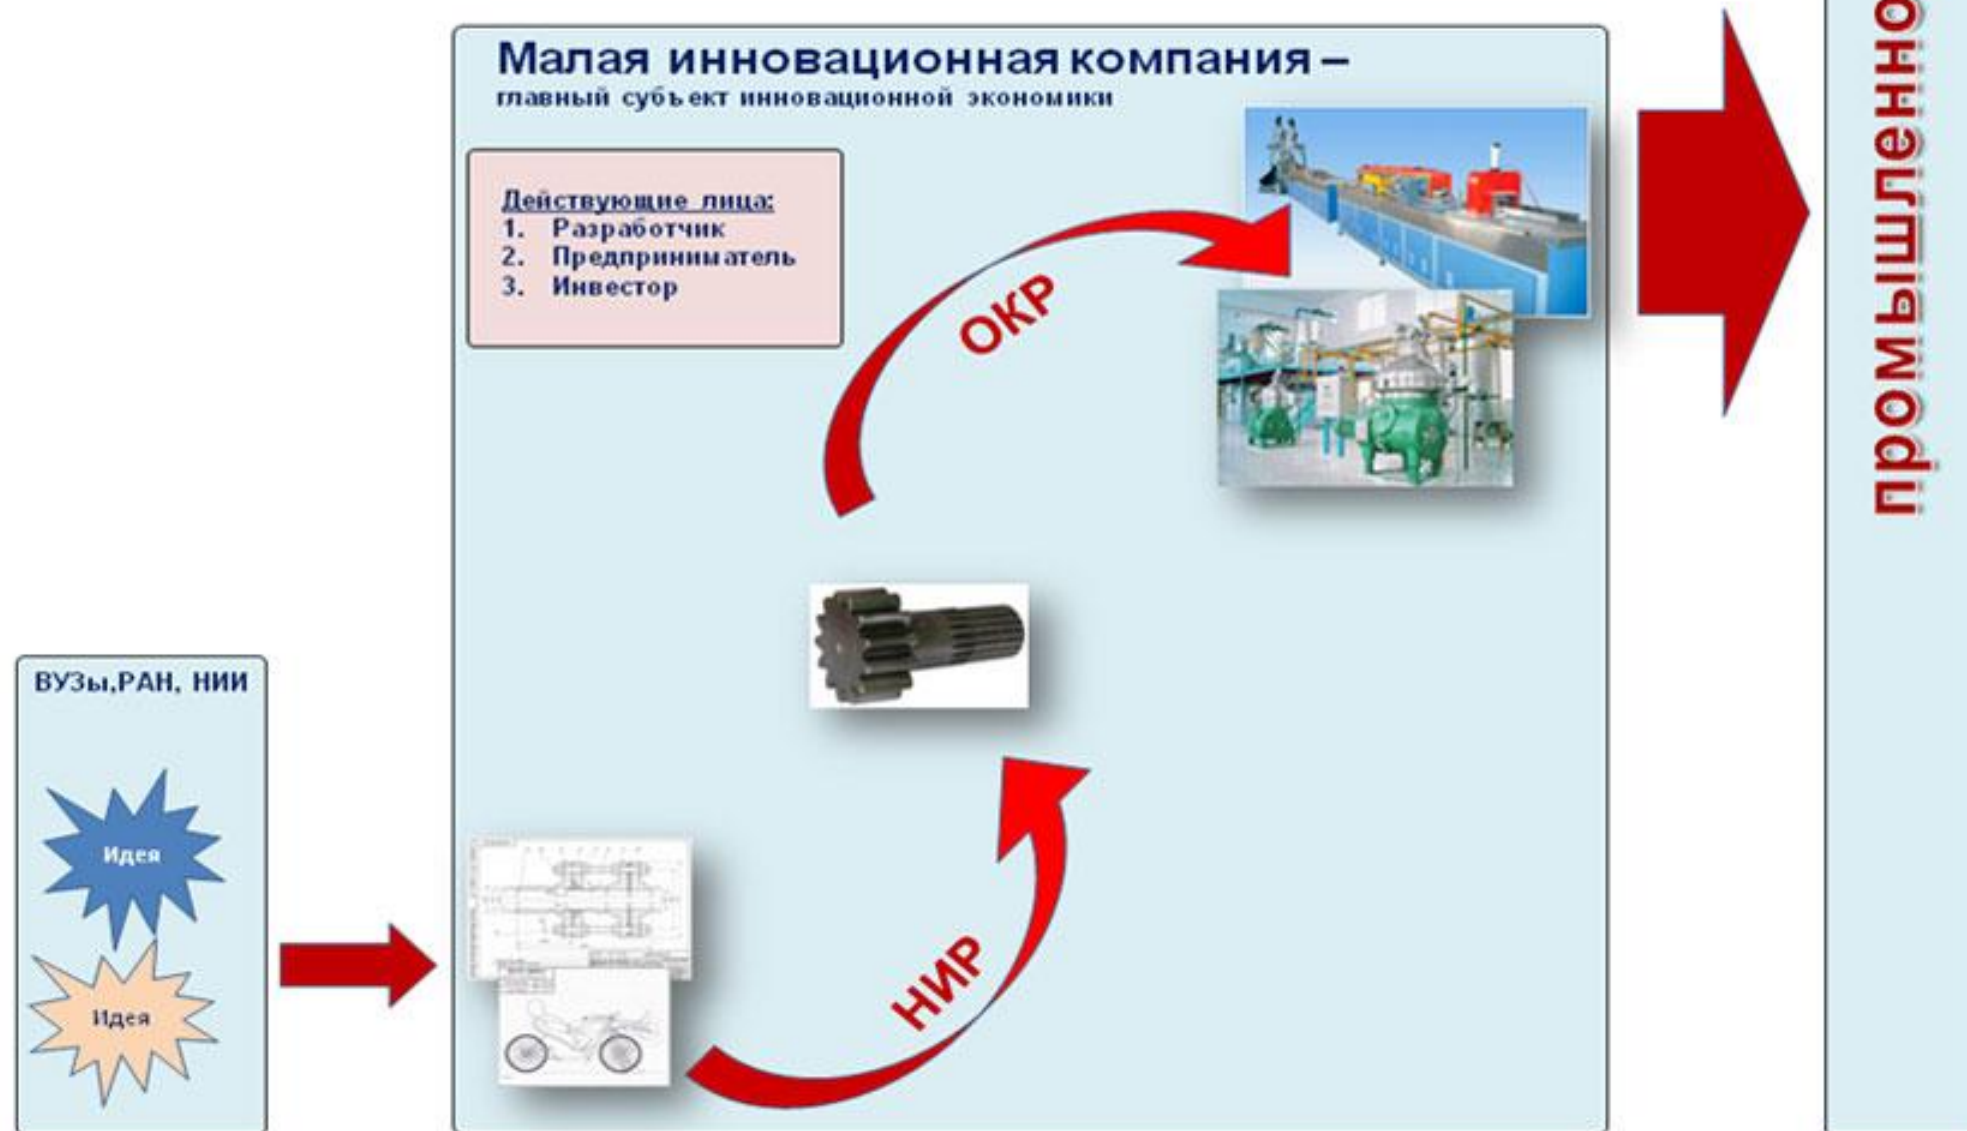 Малая инновационная компания –
главный субъект инновационной экономики
Действующие лица:
1. Разработчик
2. Предприниматель
3. Инвестор
ОКР
НИР
ВУЗы,РАН, НИИ
Идея
Идея
промышленно